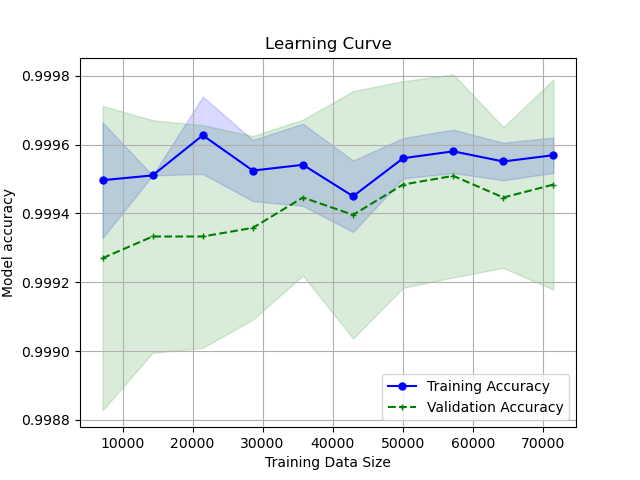 Learning Curve
0.9998
0.9996
0.9994
0.9992
0.9990
0.9988
Model accuracy
10000 20000 30000 40000 50000 60000 70000
Training Data Size
Training Accuracy
Validation Accuracy